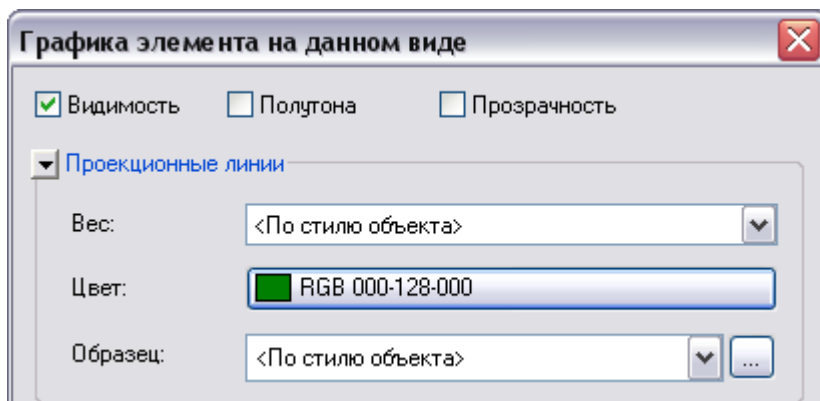 Графика элемента на данном виде
Видимость Полутона Прозрачность
Проекционные линии
Вес: <По стилю объекта>
Цвет: RGB 000-128-000
Образец: <По стилю объекта> ...